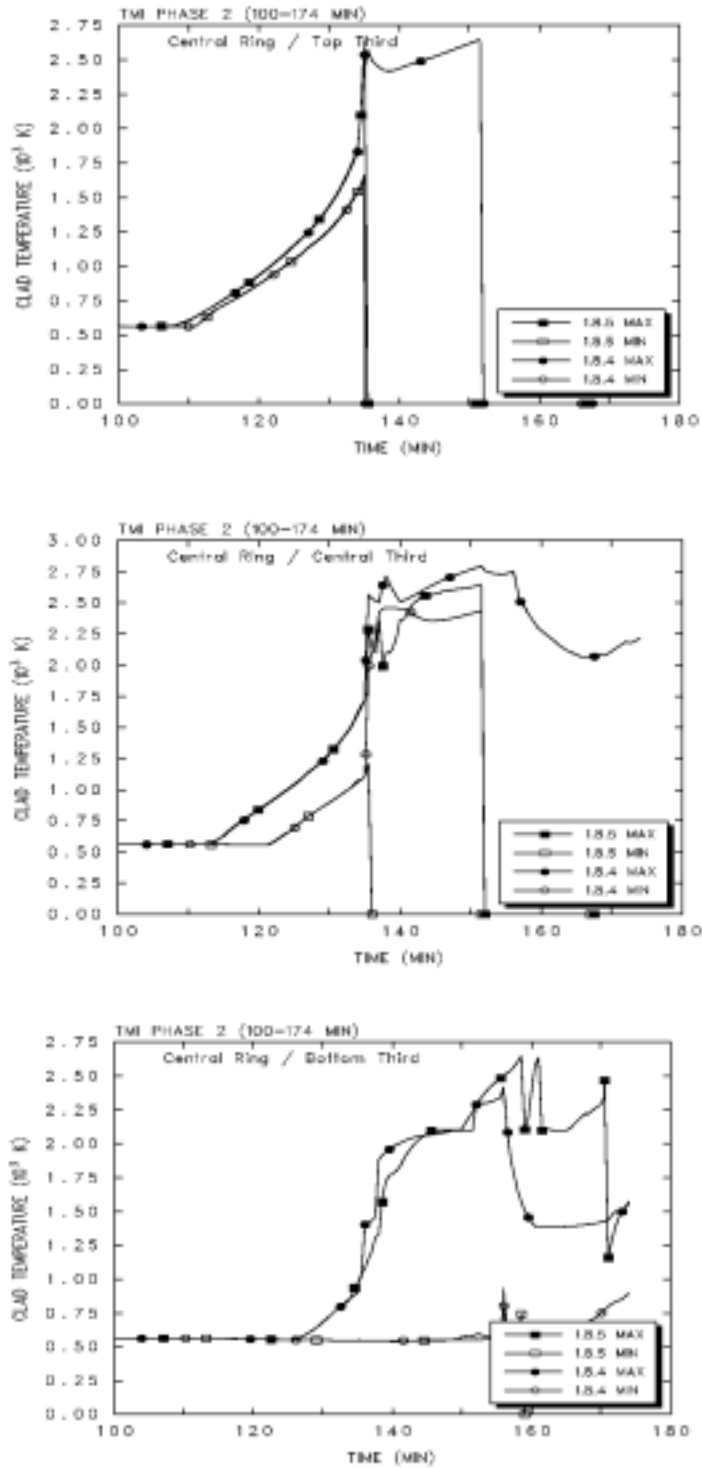 TMI PHASE 2 (100-174 MIN)
Central Ring / Top Third
2.75
2.50
2.25
2.00
1.75
1.50
1.25
1.00
0.75
0.50
0.25
0.00
CLAD TEMPERATURE (10³ K)
1.8.5 MAX
1.8.5 MIN
1.8.4 MAX
1.8.4 MIN
100 120 140 160 180
TIME (MIN)
TMI PHASE 2 (100-174 MIN)
Central Ring / Central Third
3.00
2.75
2.50
2.25
2.00
1.75
1.50
1.25
1.00
0.75
0.50
0.25
0.00
CLAD TEMPERATURE (10³ K)
1.8.5 MAX
1.8.5 MIN
1.8.4 MAX
1.8.4 MIN
100 120 140 160 180
TIME (MIN)
TMI PHASE 2 (100-174 MIN)
Central Ring / Bottom Third
2.75
2.50
2.25
2.00
1.75
1.50
1.25
1.00
0.75
0.50
0.25
0.00
CLAD TEMPERATURE (10³ K)
1.8.5 MAX
1.8.5 MIN
1.8.4 MAX
1.8.4 MIN
100 120 140 160 180
TIME (MIN)